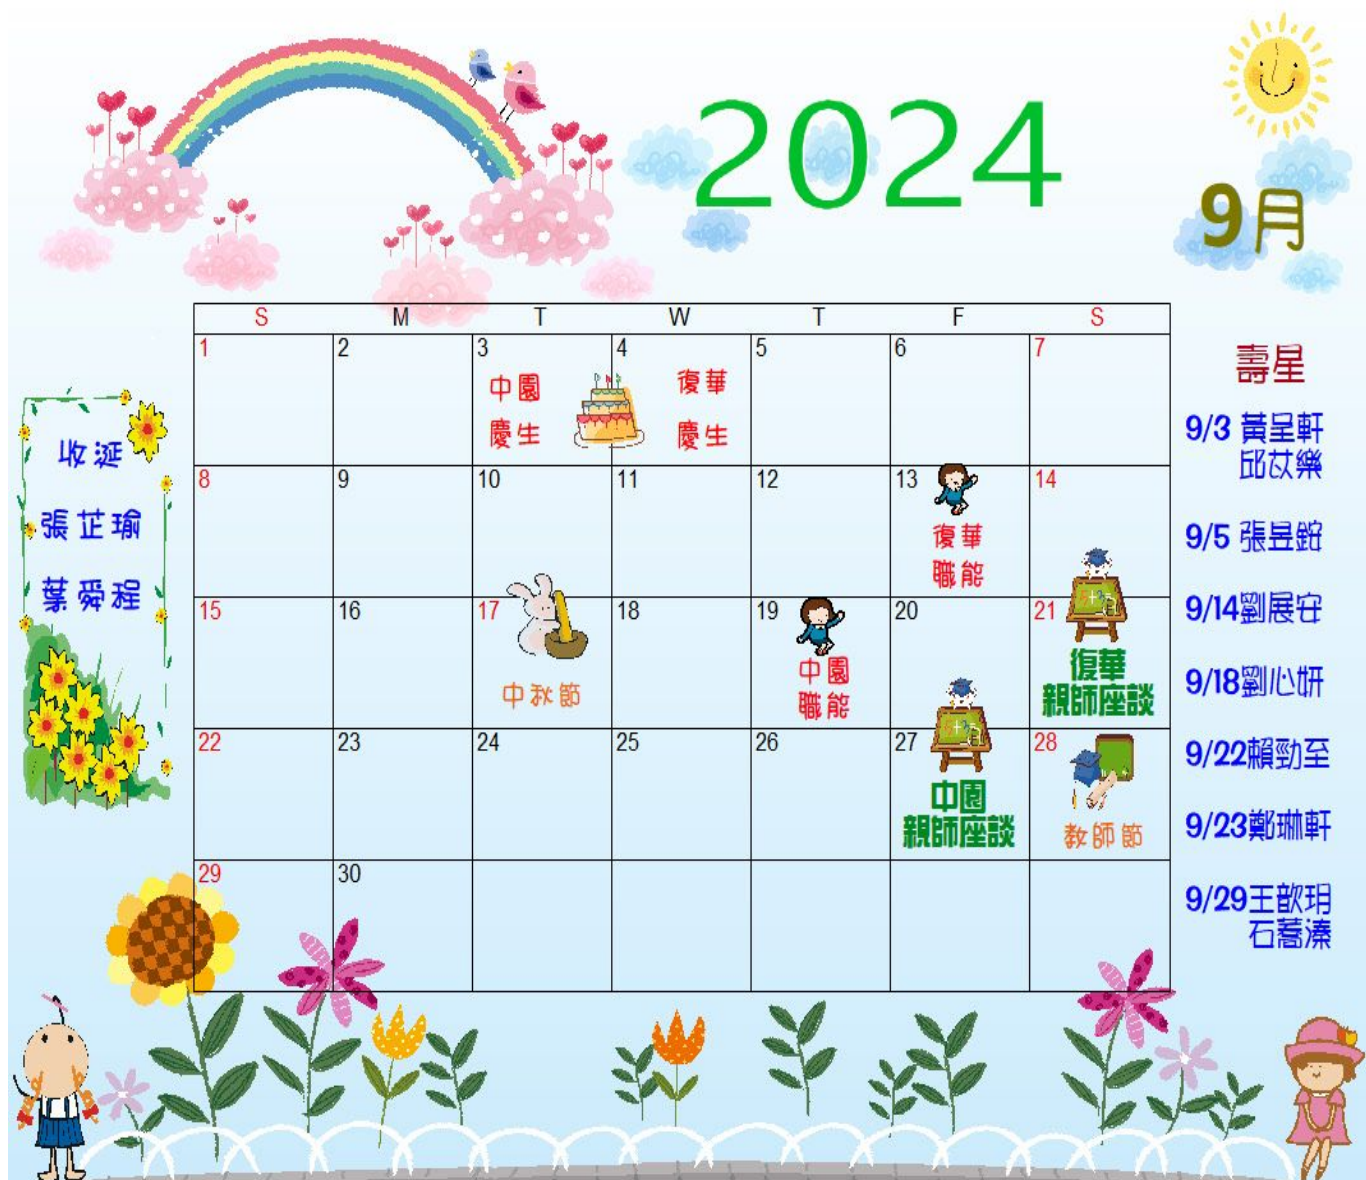 2024
9月
S M T W T F S
1 2 3 4 5 6 7
中園 復華
慶生 慶生
8 9 10 11 12 13 14
復華
職能
15 16 17 18 19 20 21
中秋節
中園
職能
復華
親師座談
22 23 24 25 26 27 28
中園
親師座談
教師節
29 30
收涎
張芷瑜
葉舜程
壽星
9/3 黃呈軒
邱苡樂
9/5 張昱銨
9/14劉展安
9/18劉心妍
9/22賴勁至
9/23鄭琳軒
9/29王歆玥
石蕎溱